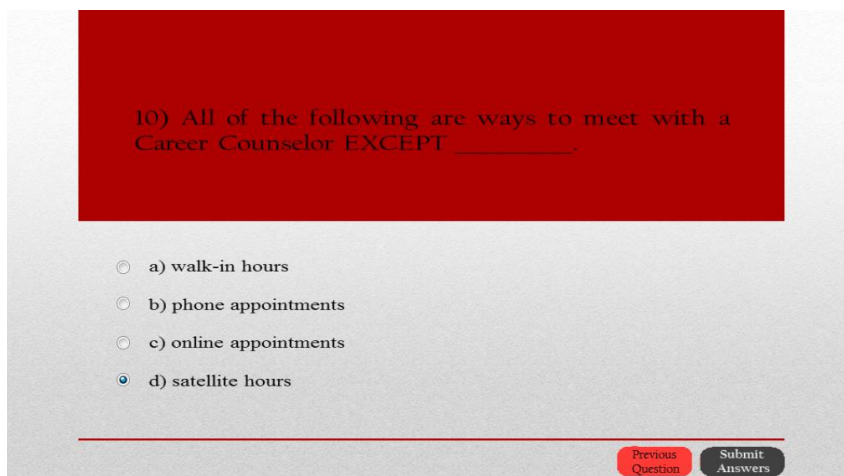 10) All of the following are ways to meet with a
Career Counselor EXCEPT __________.
a) walk-in hours
b) phone appointments
c) online appointments
d) satellite hours
Previous
Question
Submit
Answers